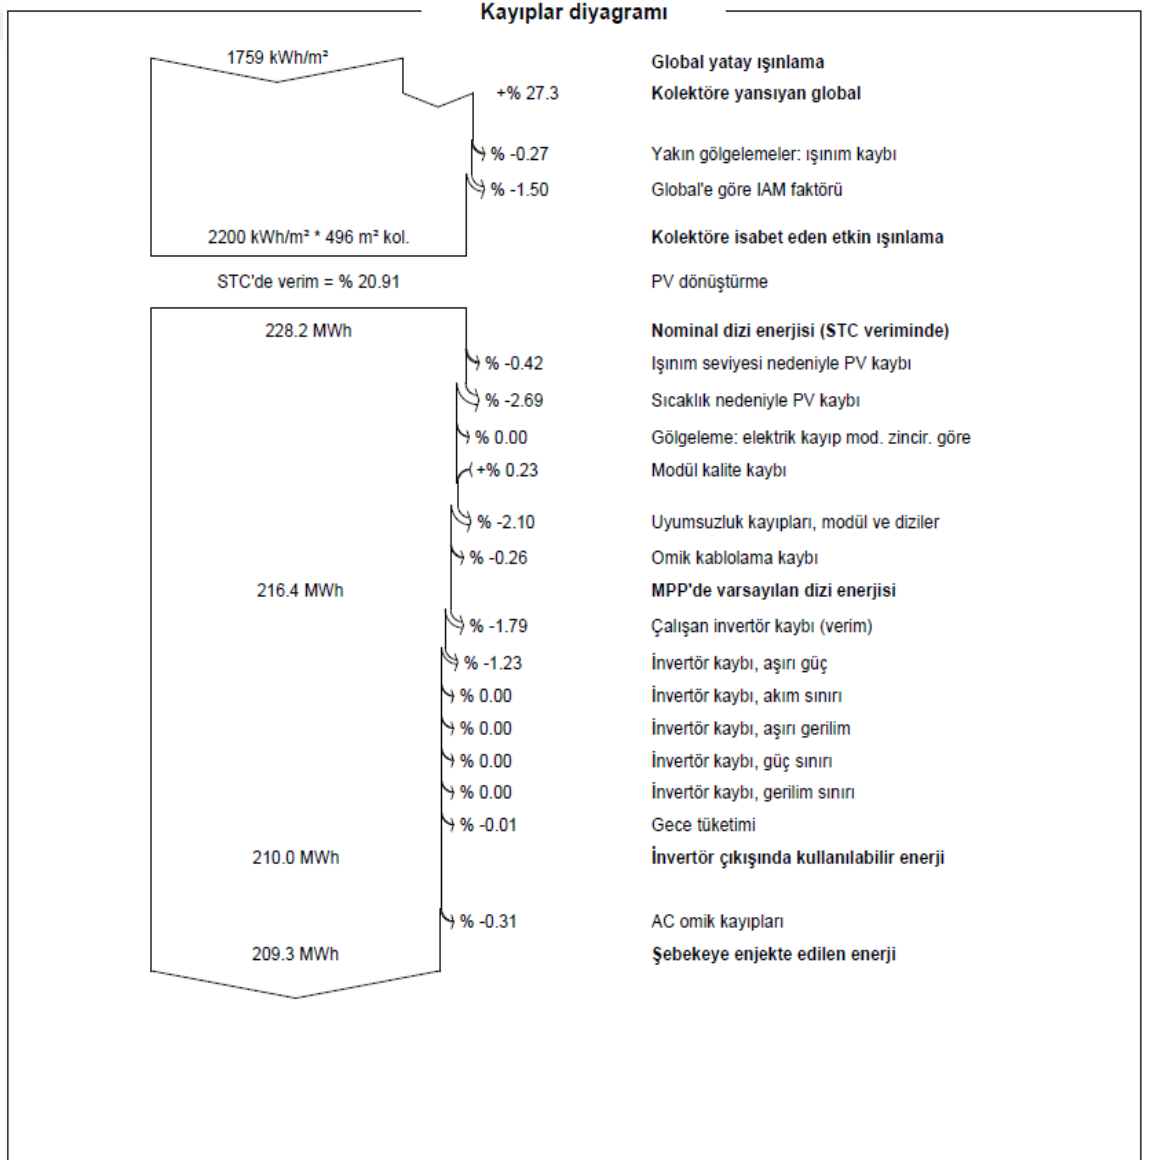 Kayıplar diyagramı
1759 kWh/m² Global yatay ışınlama
+% 27.3 Kolektöre yansıyan global
% -0.27 Yakın gölgelemeler: ışınım kaybı
% -1.50 Global'e göre IAM faktörü
2200 kWh/m² * 496 m² kol. Kolektöre isabet eden etkin ışınlama
STC'de verim = % 20.91 PV dönüştürme
228.2 MWh Nominal dizi enerjisi (STC veriminde)
% -0.42 Işınım seviyesi nedeniyle PV kaybı
% -2.69 Sıcaklık nedeniyle PV kaybı
% 0.00 Gölgeleme: elektrik kayıp mod. zincir. göre
+% 0.23 Modül kalite kaybı
% -2.10 Uyumsuzluk kayıpları, modül ve diziler
% -0.26 Omik kablolama kaybı
216.4 MWh MPP'de varsayılan dizi enerjisi
% -1.79 Çalışan invertör kaybı (verim)
% -1.23 İnvertör kaybı, aşırı güç
% 0.00 İnvertör kaybı, akım sınırı
% 0.00 İnvertör kaybı, aşırı gerilim
% 0.00 İnvertör kaybı, güç sınırı
% 0.00 İnvertör kaybı, gerilim sınırı
% -0.01 Gece tüketimi
210.0 MWh İnvertör çıkışında kullanılabilir enerji
% -0.31 AC omik kayıpları
209.3 MWh Şebekeye enjekte edilen enerji